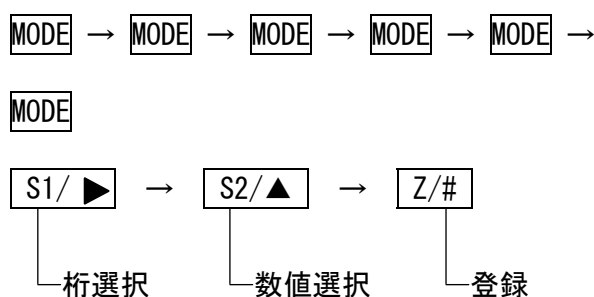 MODE → MODE → MODE → MODE → MODE →
MODE
S1/ ▶ → S2/▲ → Z/#
桁選択 数値選択 登録